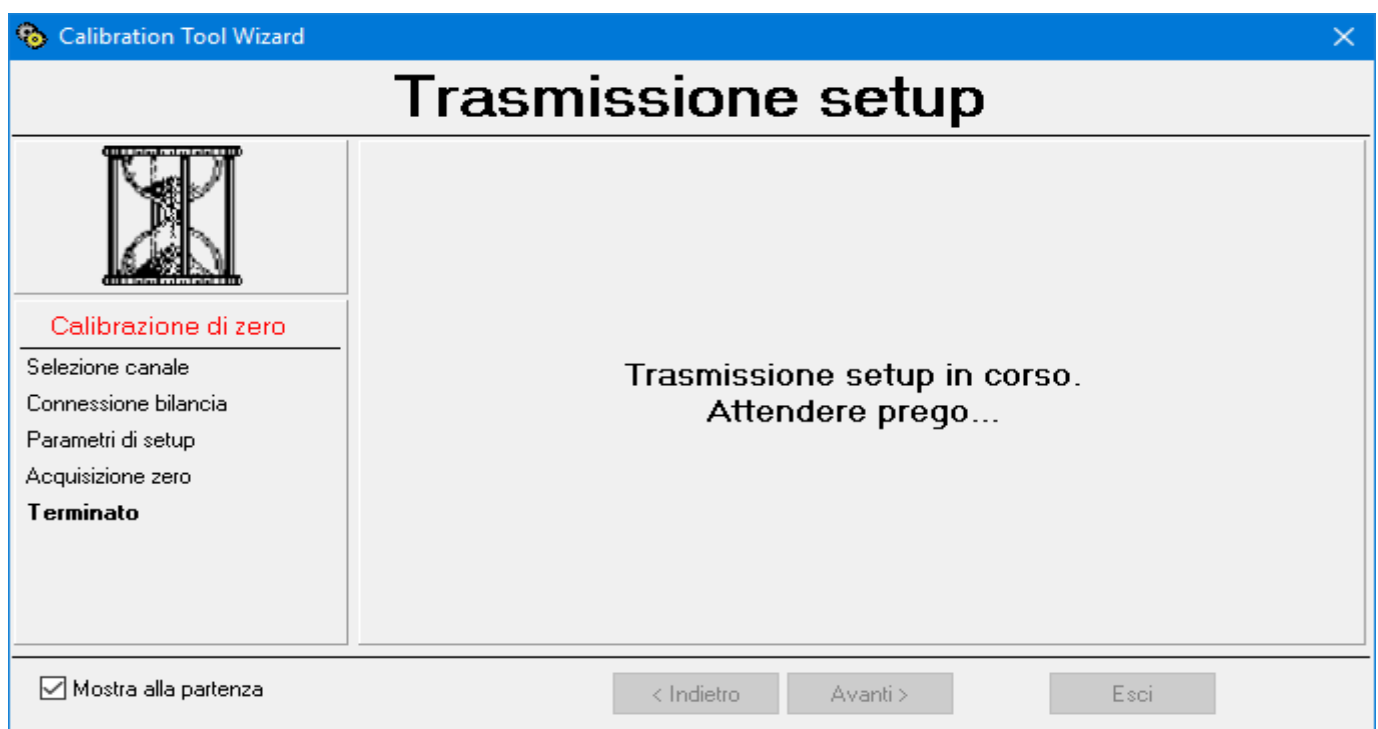 Calibration Tool Wizard
Trasmissione setup
Calibrazione di zero
Selezione canale
Connessione bilancia
Parametri di setup
Acquisizione zero
Terminato
Trasmissione setup in corso.
Attendere prego...
Mostra alla partenza
< Indietro
Avanti >
Esci